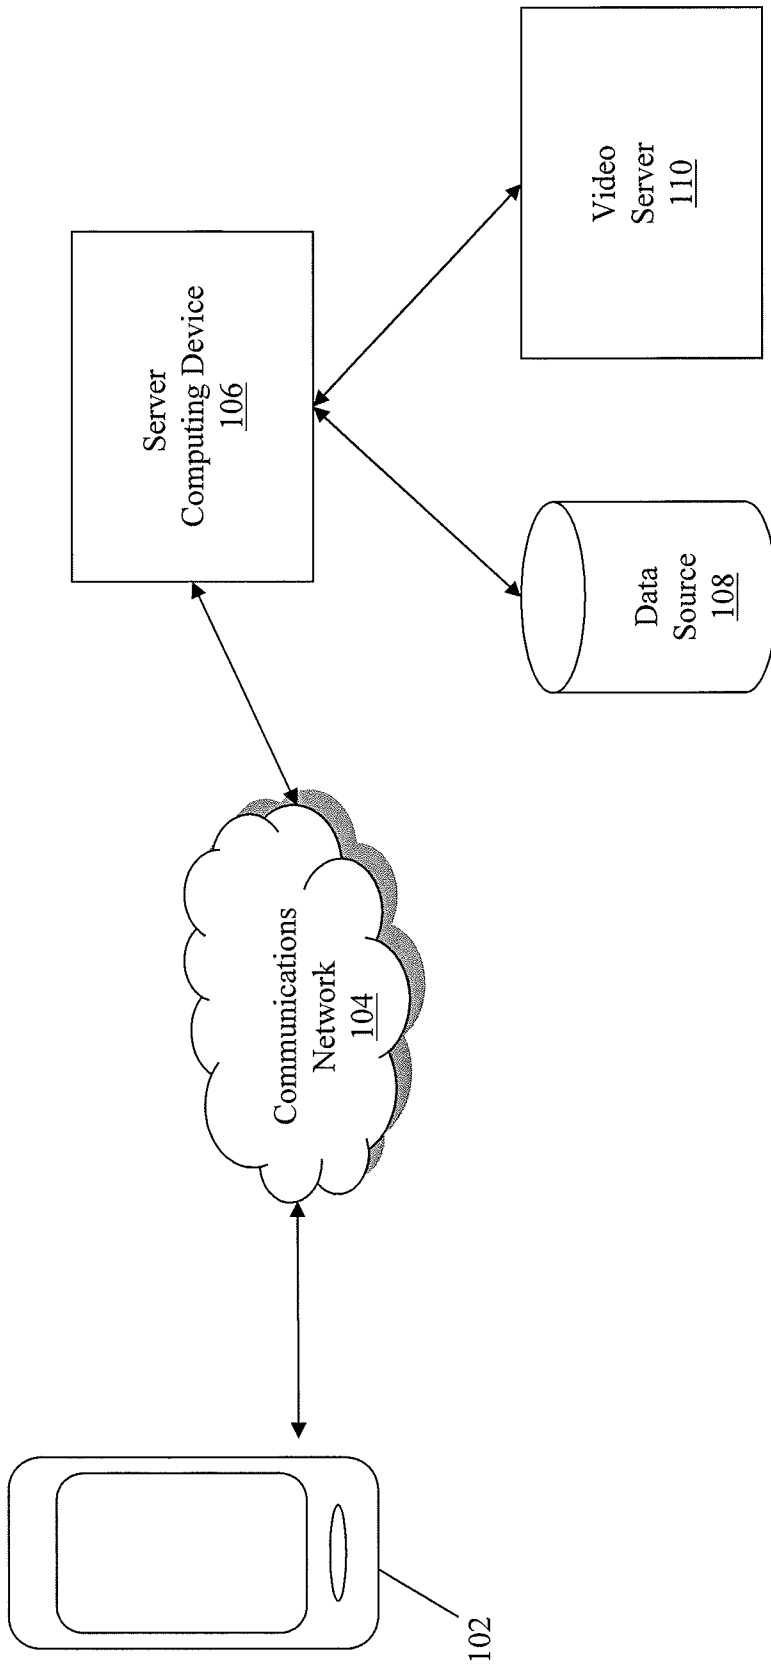 102
Communications
Network
104
Server
Computing Device
106
Data
Source
108
Video
Server
110